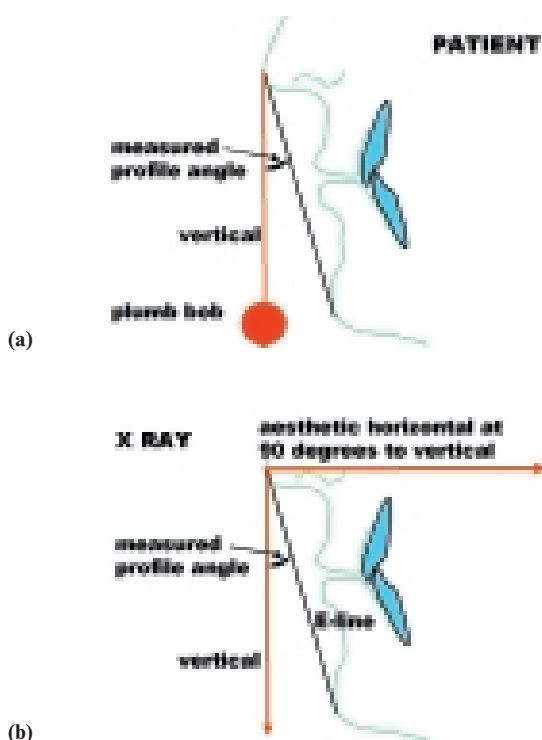 PATIENT
measured
profile angle
vertical
plumb bob
(a)
X RAY
aesthetic horizontal at
90 degrees to vertical
measured
profile angle
E-line
vertical
(b)